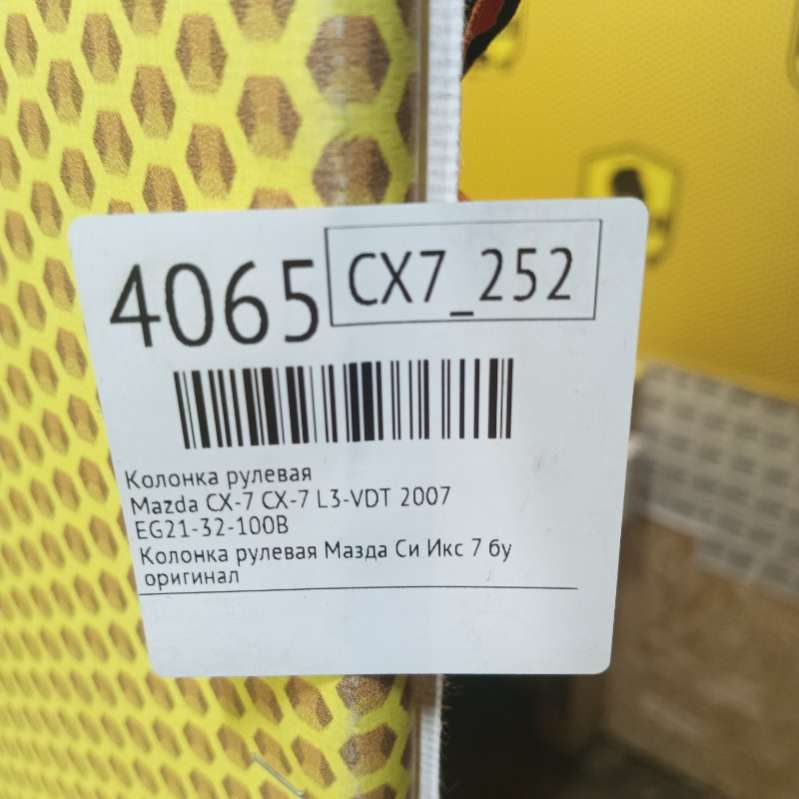 4065
CX7_252
Колонка рулевая
Mazda CX-7 CX-7 L3-VDT 2007
EG21-32-100B
Колонка рулевая Мазда Си Икс 7 бу
оригинал